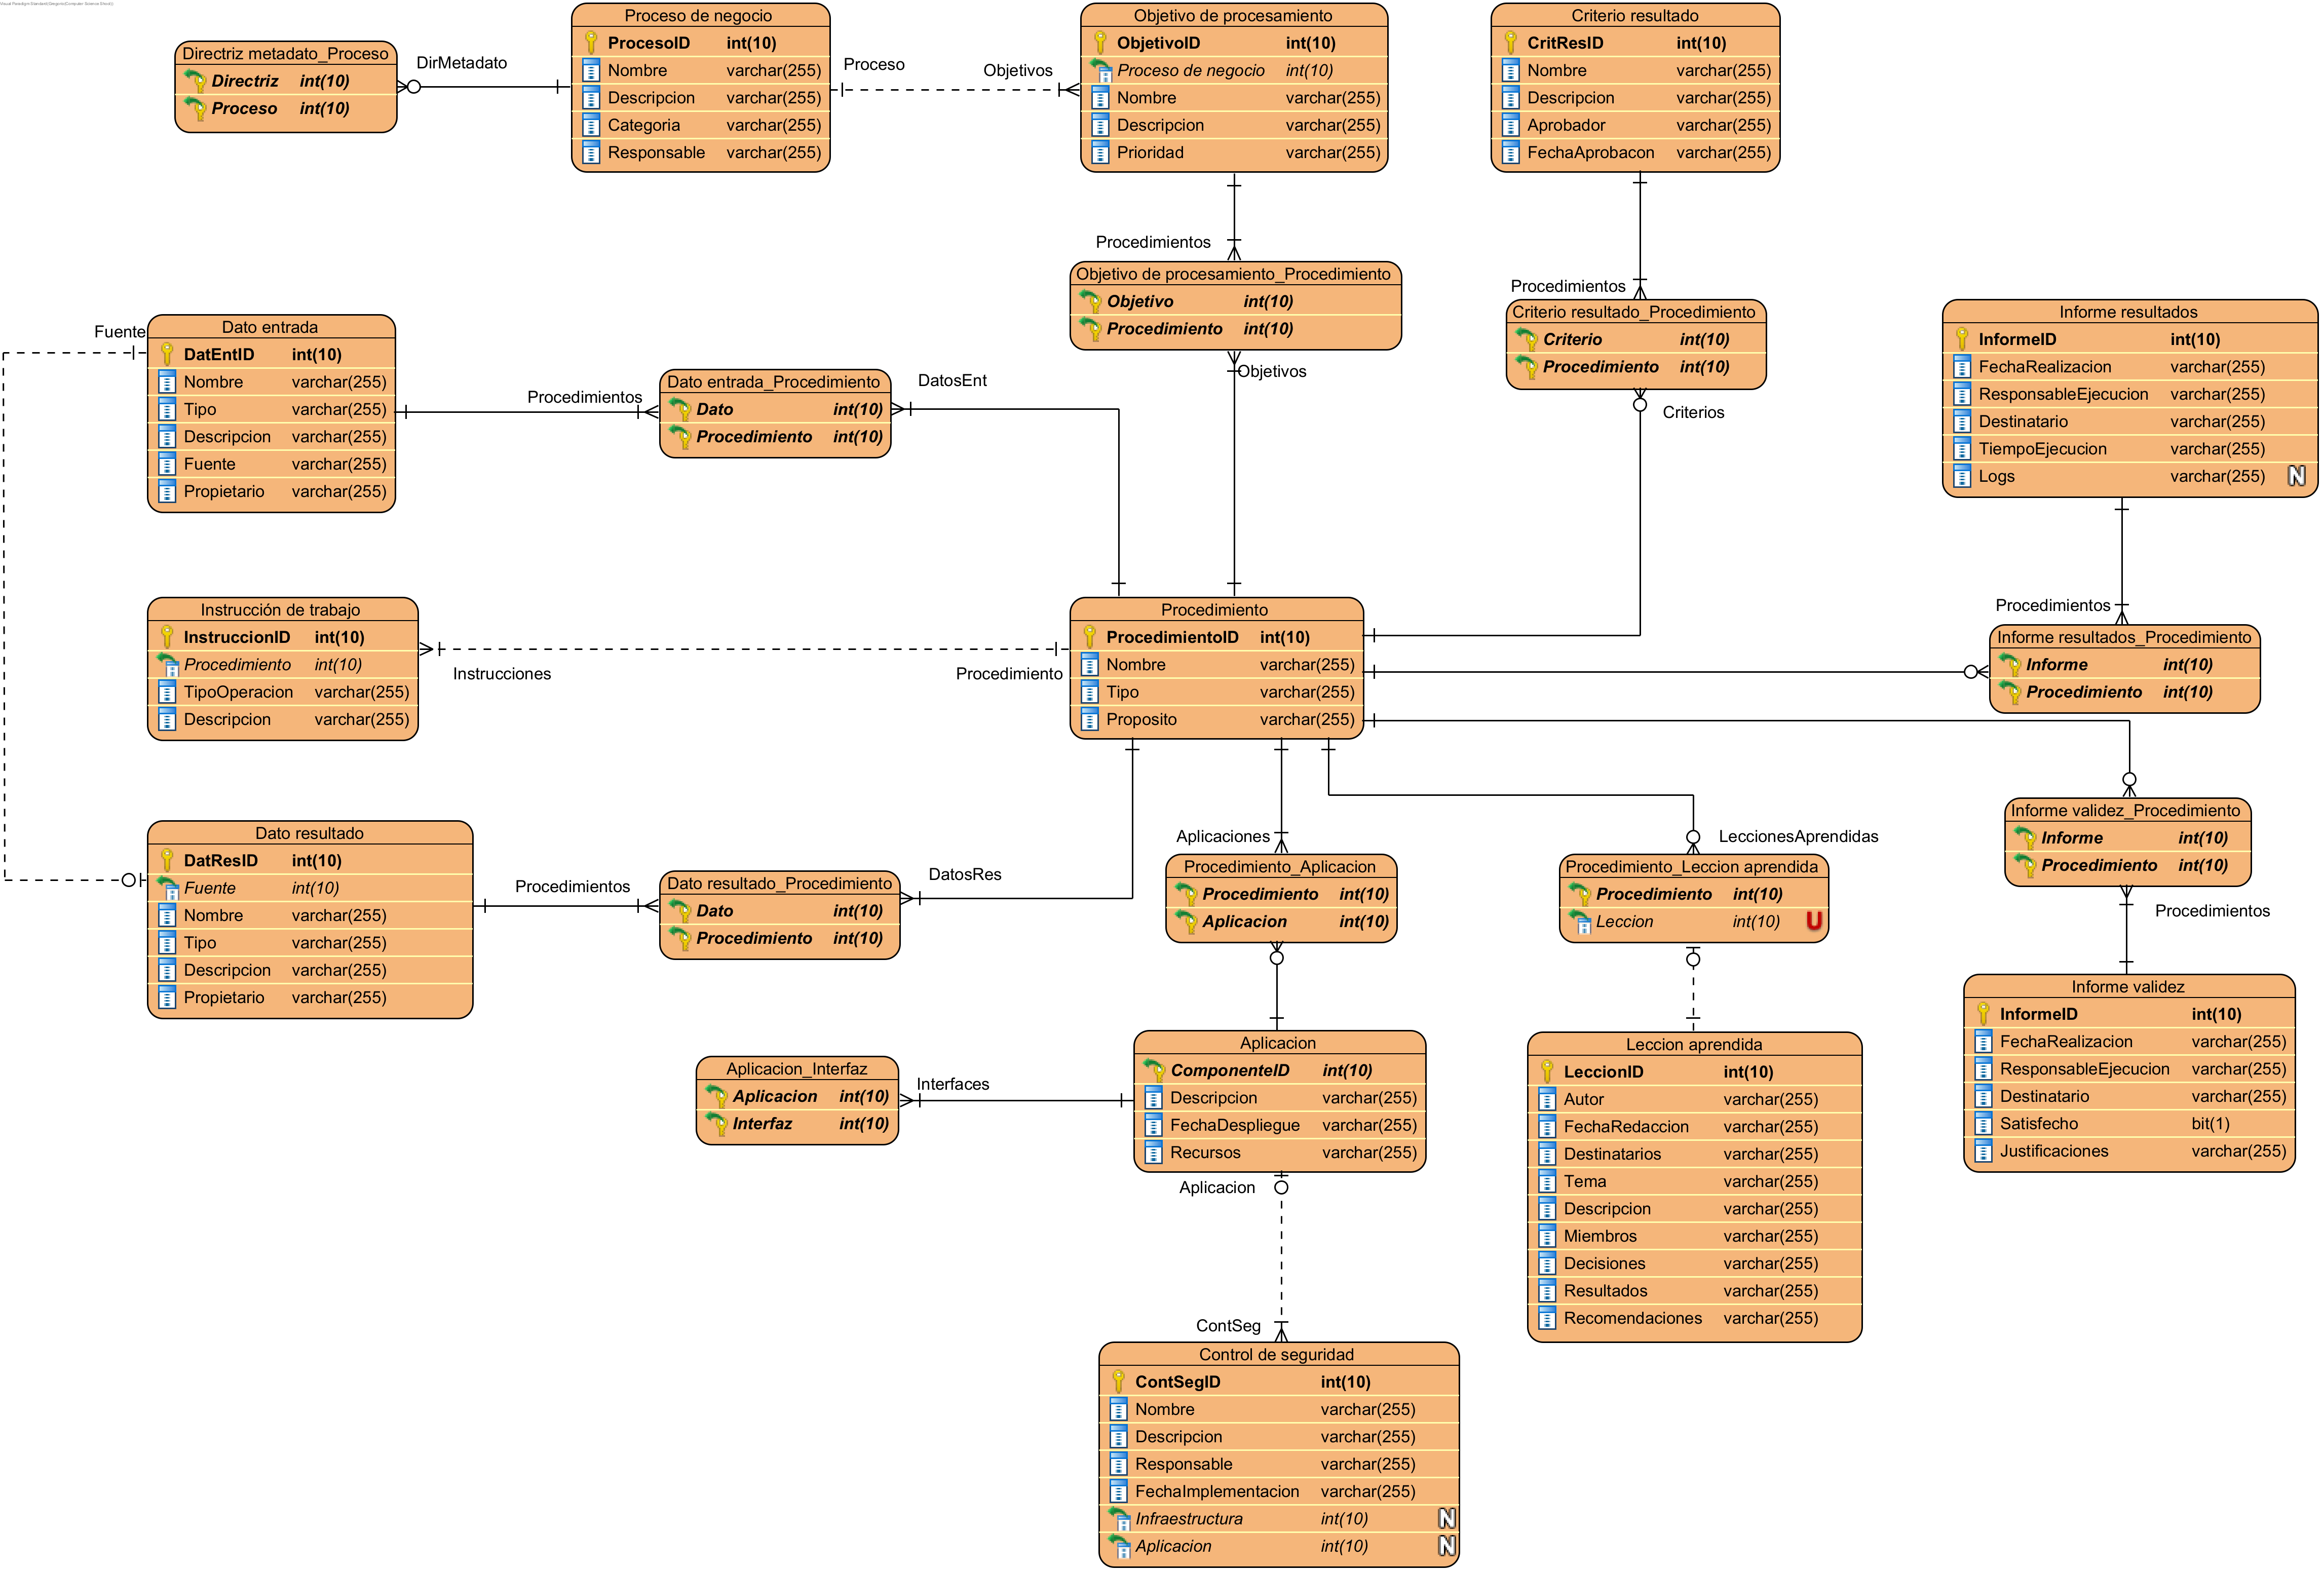 Visual Paradigm Standard(Gregorio(Computer Science (Stock)))
Directriz metadato_Proceso
Directriz int(10)
Proceso int(10)
DirMetadato
Proceso de negocio
ProcesoID int(10)
Nombre varchar(255)
Descripcion varchar(255)
Categoria varchar(255)
Responsable varchar(255)
Proceso
Objetivos
Objetivo de procesamiento
ObjetivoID int(10)
Proceso de negocio int(10)
Nombre varchar(255)
Descripcion varchar(255)
Prioridad varchar(255)
Criterio resultado
CritResID int(10)
Nombre varchar(255)
Descripcion varchar(255)
Aprobador varchar(255)
FechaAprobacon varchar(255)
Procedimientos
Objetivo de procesamiento_Procedimiento
Objetivo int(10)
Procedimiento int(10)
Objetivos
Procedimientos
Criterio resultado_Procedimiento
Criterio int(10)
Procedimiento int(10)
Criterios
Informe resultados
InformeID int(10)
FechaRealizacion varchar(255)
ResponsableEjecucion varchar(255)
Destinatario varchar(255)
TiempoEjecucion varchar(255)
Logs varchar(255) N
Fuente
Dato entrada
DatEntID int(10)
Nombre varchar(255)
Tipo varchar(255)
Descripcion varchar(255)
Fuente varchar(255)
Propietario varchar(255)
Procedimientos
Dato entrada_Procedimiento
Dato int(10)
Procedimiento int(10)
DatosEnt
Instrucción de trabajo
InstruccionID int(10)
Procedimiento int(10)
TipoOperacion varchar(255)
Descripcion varchar(255)
Instrucciones
Procedimiento
Procedimiento
ProcedimientoID int(10)
Nombre varchar(255)
Tipo varchar(255)
Proposito varchar(255)
Procedimientos
Informe resultados_Procedimiento
Informe int(10)
Procedimiento int(10)
Dato resultado
DatResID int(10)
Fuente int(10)
Nombre varchar(255)
Tipo varchar(255)
Descripcion varchar(255)
Propietario varchar(255)
Procedimientos
Dato resultado_Procedimiento
Dato int(10)
Procedimiento int(10)
DatosRes
Aplicaciones
Procedimiento_Aplicacion
Procedimiento int(10)
Aplicacion int(10)
LeccionesAprendidas
Procedimiento_Leccion aprendida
Procedimiento int(10)
Leccion int(10) U
Informe validez_Procedimiento
Informe int(10)
Procedimiento int(10)
Procedimientos
Informe validez
InformeID int(10)
FechaRealizacion varchar(255)
ResponsableEjecucion varchar(255)
Destinatario varchar(255)
Satisfecho bit(1)
Justificaciones varchar(255)
Aplicacion_Interfaz
Aplicacion int(10)
Interfaz int(10)
Interfaces
Aplicacion
ComponenteID int(10)
Descripcion varchar(255)
FechaDespliegue varchar(255)
Recursos varchar(255)
Aplicacion
ContSeg
Leccion aprendida
LeccionID int(10)
Autor varchar(255)
FechaRedaccion varchar(255)
Destinatarios varchar(255)
Tema varchar(255)
Descripcion varchar(255)
Miembros varchar(255)
Decisiones varchar(255)
Resultados varchar(255)
Recomendaciones varchar(255)
Control de seguridad
ContSegID int(10)
Nombre varchar(255)
Descripcion varchar(255)
Responsable varchar(255)
FechaImplementacion varchar(255)
Infraestructura int(10) N
Aplicacion int(10) N